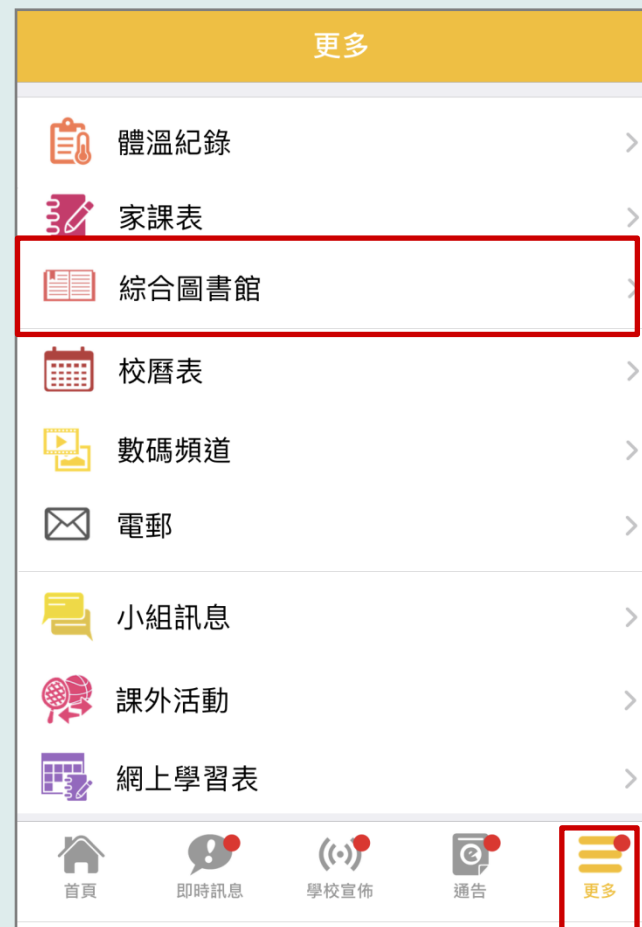 更多
體溫紀錄
家課表
綜合圖書館
校曆表
數碼頻道
電郵
小組訊息
課外活動
網上學習表
首頁
即時訊息
學校宣佈
通告
更多